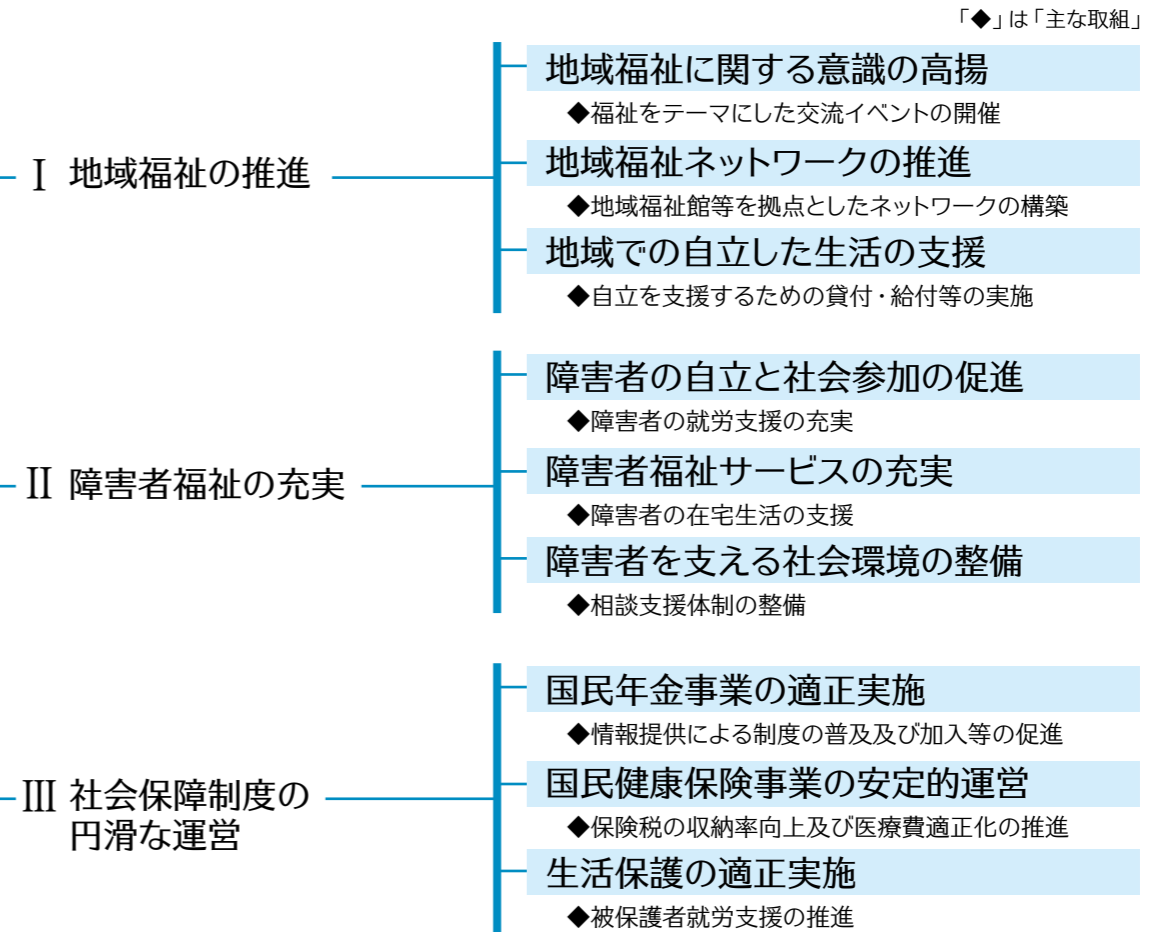 「◆」は「主な取組」
Ⅰ 地域福祉の推進
地域福祉に関する意識の高揚
◆福祉をテーマにした交流イベントの開催
地域福祉ネットワークの推進
◆地域福祉館等を拠点としたネットワークの構築
地域での自立した生活の支援
◆自立を支援するための貸付・給付等の実施
Ⅱ 障害者福祉の充実
障害者の自立と社会参加の促進
◆障害者の就労支援の充実
障害者福祉サービスの充実
◆障害者の在宅生活の支援
障害者を支える社会環境の整備
◆相談支援体制の整備
Ⅲ 社会保障制度の
円滑な運営
国民年金事業の適正実施
◆情報提供による制度の普及及び加入等の促進
国民健康保険事業の安定的運営
◆保険税の収納率向上及び医療費適正化の推進
生活保護の適正実施
◆被保護者就労支援の推進